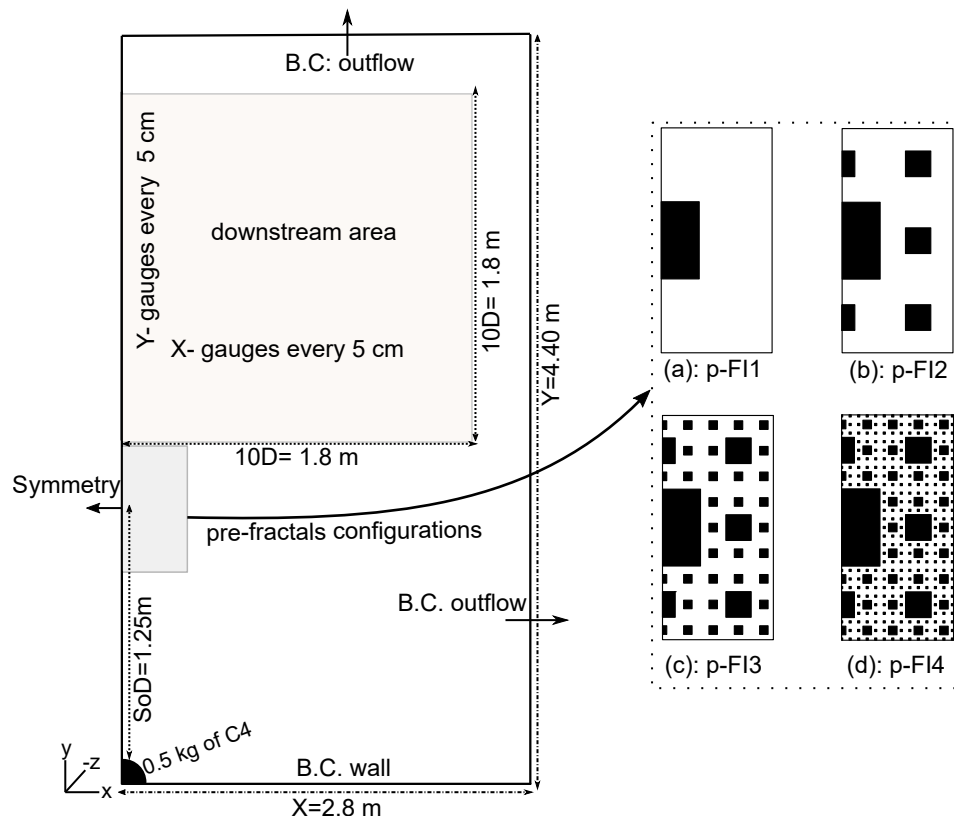 B.C: outflow
Y- gauges every 5 cm
downstream area
X- gauges every 5 cm
10D= 1.8 m
Y=4.40 m
10D= 1.8 m
Symmetry
pre-fractals configurations
B.C. outflow
SoD=1.25m
0.5 kg of C4
B.C. wall
y
-z
x
X=2.8 m
(a): p-FI1
(b): p-FI2
(c): p-FI3
(d): p-FI4